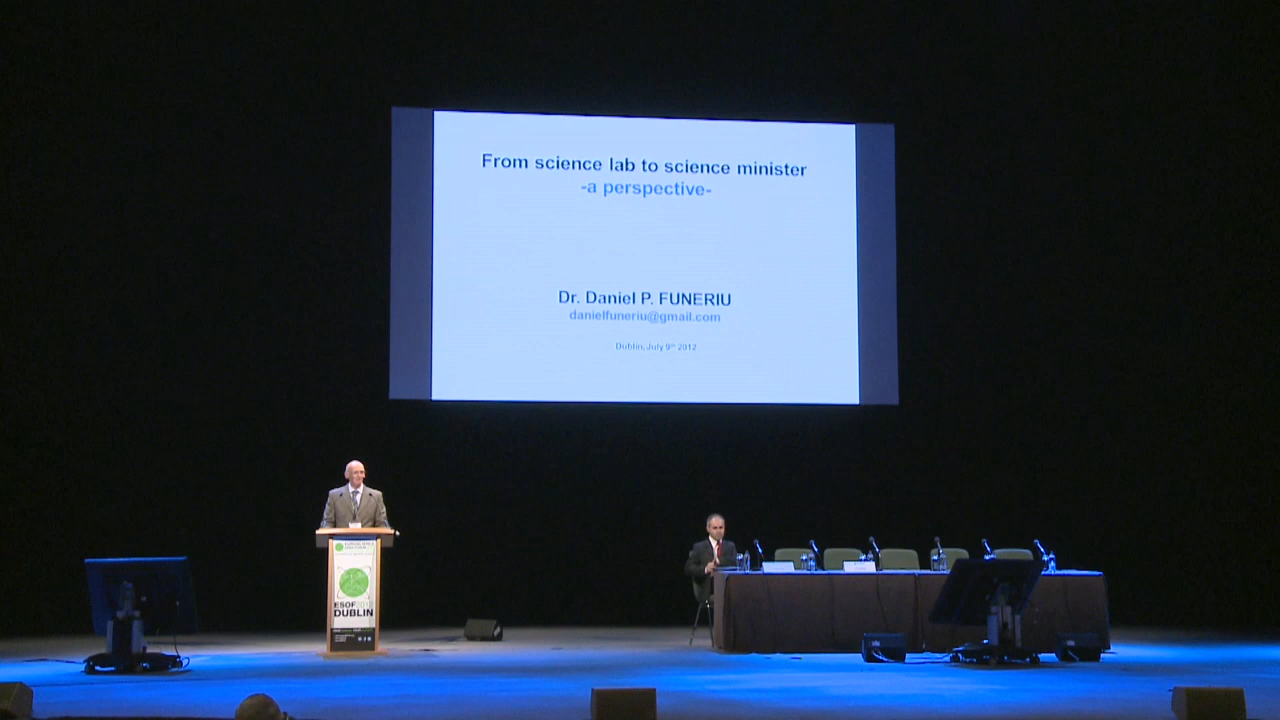 From science lab to science minister
-a perspective-
Dr. Daniel P. FUNERIU
danielfuneriu@gmail.com
Dublin, July 9th 2012
ESOF
DUBLIN